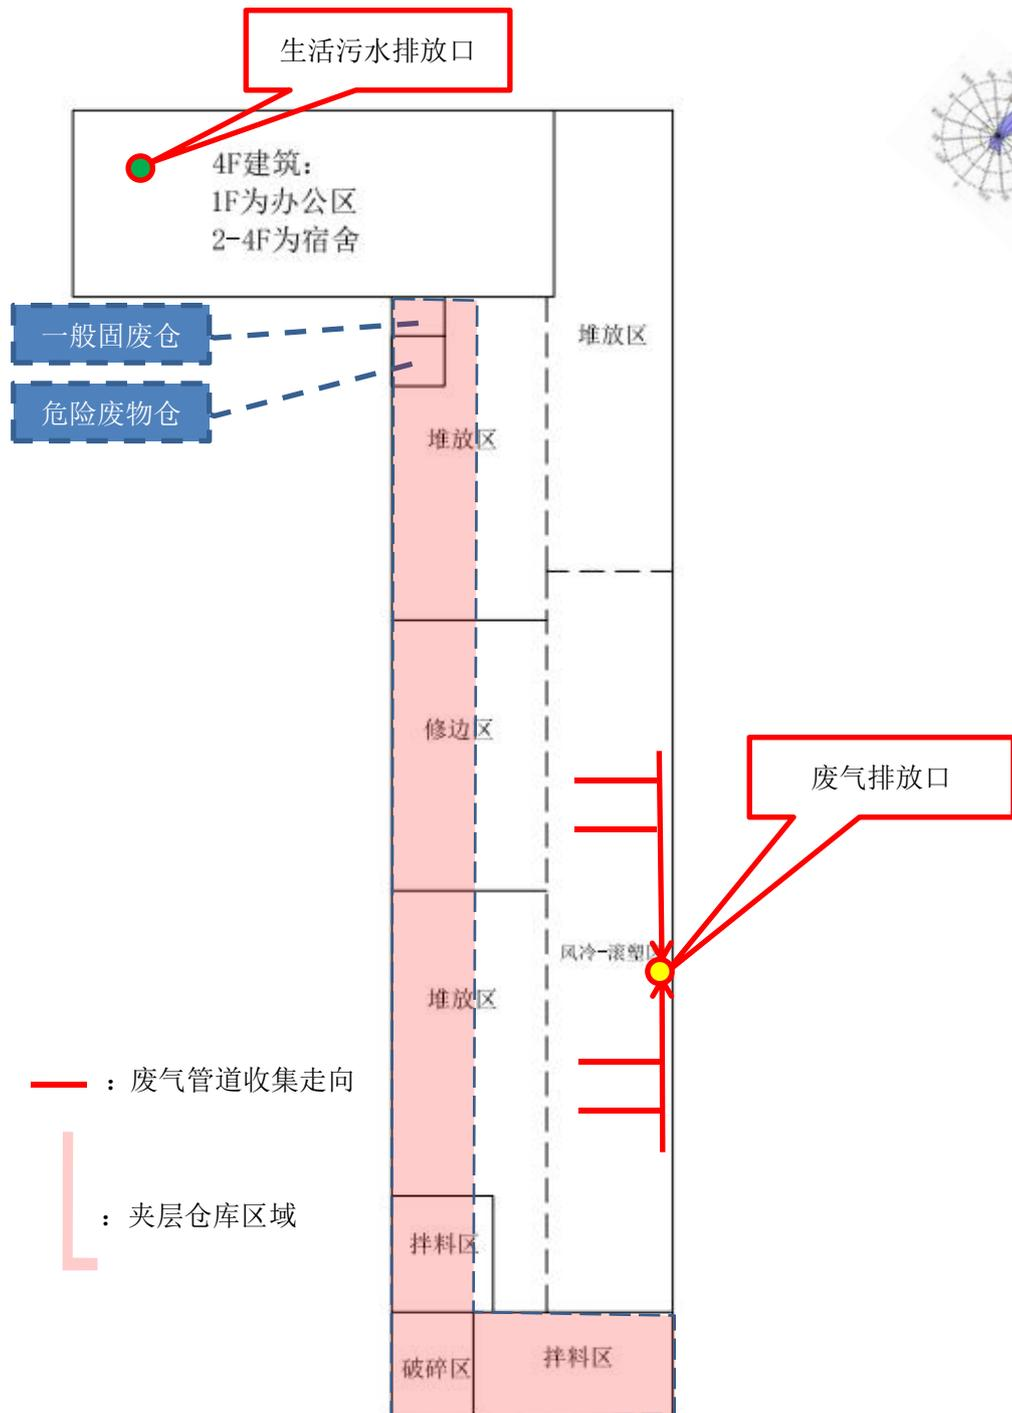 生活污水排放口
4F建筑：
1F为办公区
2-4F为宿舍
一般固废仓
堆放区
危险废物仓
堆放区
修边区
废气排放口
风冷-滚塑区
堆放区
：废气管道收集走向
：夹层仓库区域
拌料区
破碎区
拌料区